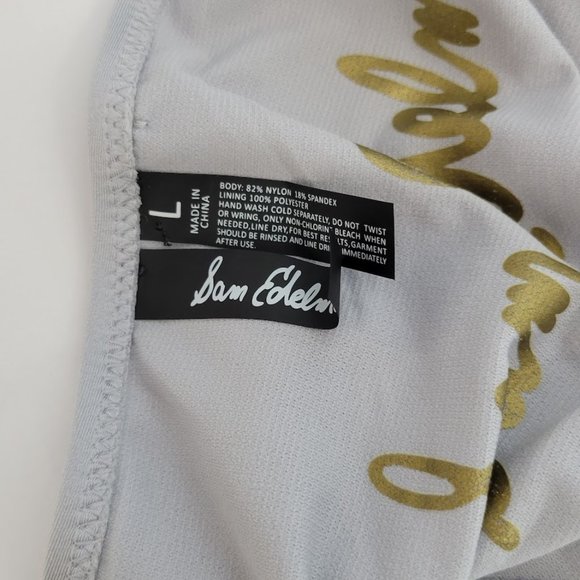 L
MADE IN
CHINA
BODY: 82% NYLON 18% SPANDEX
LINING 100% POLYESTER
HAND WASH COLD SEPARATELY, DO NOT TWIST
OR WRING, ONLY NON-CHLORIN BLEACH WHEN
NEEDED, LINE DRY, FOR BEST RESULTS, GARMENT
SHOULD BE RINSED AND LINE DRIED IMMEDIATELY
AFTER USE.
Sam Edelm